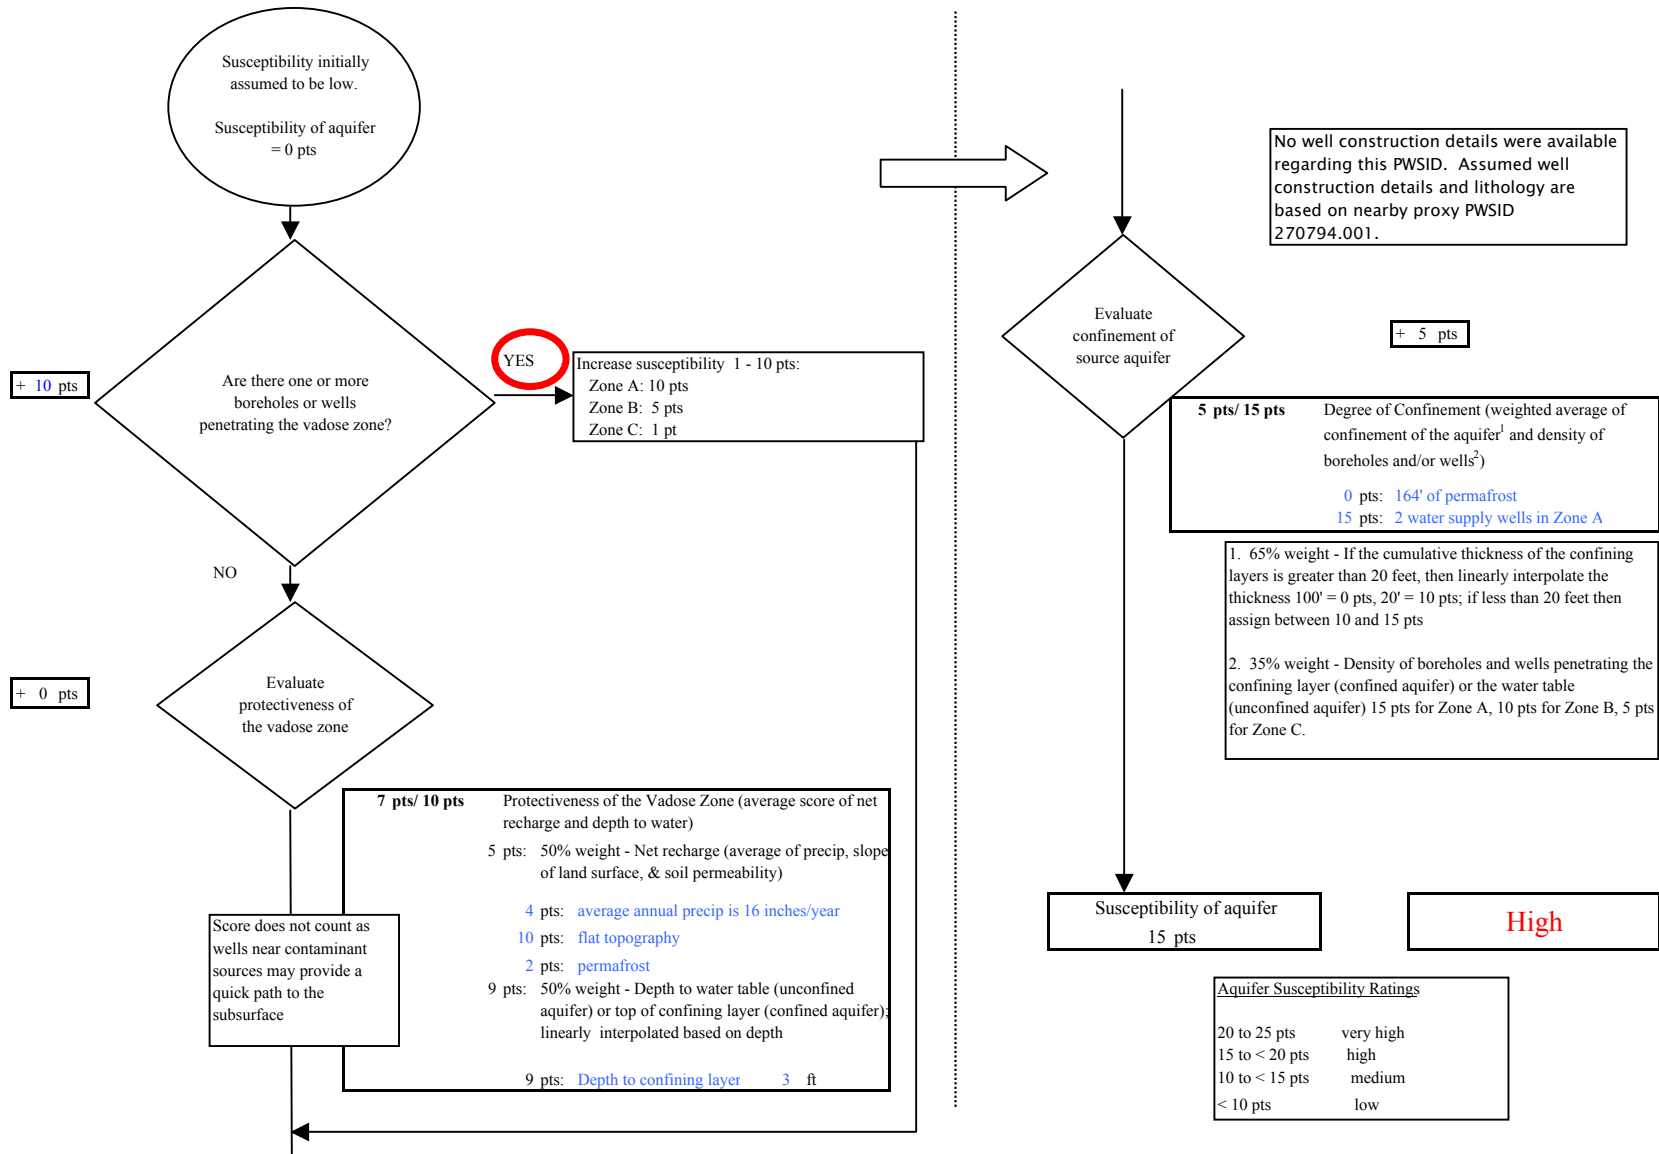 Susceptibility initially
assumed to be low.
Susceptibility of aquifer
= 0 pts
+ 10 pts
Are there one or more
boreholes or wells
penetrating the vadose zone?
YES
Increase susceptibility 1 - 10 pts:
Zone A: 10 pts
Zone B: 5 pts
Zone C: 1 pt
NO
+ 0 pts
Evaluate
protectiveness of
the vadose zone
7 pts/ 10 pts
Protectiveness of the Vadose Zone (average score of net
recharge and depth to water)
5 pts: 50% weight - Net recharge (average of precip, slope
of land surface, & soil permeability)
4 pts: average annual precip is 16 inches/year
10 pts: flat topography
2 pts: permafrost
9 pts: 50% weight - Depth to water table (unconfined
aquifer) or top of confining layer (confined aquifer);
linearly interpolated based on depth
9 pts: Depth to confining layer 3 ft
Score does not count as
wells near contaminant
sources may provide a
quick path to the
subsurface
No well construction details were available
regarding this PWSID. Assumed well
construction details and lithology are
based on nearby proxy PWSID
270794.001.
Evaluate
confinement of
source aquifer
+ 5 pts
5 pts/ 15 pts
Degree of Confinement (weighted average of
confinement of the aquifer1 and density of
boreholes and/or wells2)
0 pts: 164' of permafrost
15 pts: 2 water supply wells in Zone A
1. 65% weight - If the cumulative thickness of the confining
layers is greater than 20 feet, then linearly interpolate the
thickness 100' = 0 pts, 20' = 10 pts; if less than 20 feet then
assign between 10 and 15 pts
2. 35% weight - Density of boreholes and wells penetrating the
confining layer (confined aquifer) or the water table
(unconfined aquifer) 15 pts for Zone A, 10 pts for Zone B, 5 pts
for Zone C.
Susceptibility of aquifer
15 pts
High
Aquifer Susceptibility Ratings
20 to 25 pts very high
15 to < 20 pts high
10 to < 15 pts medium
< 10 pts low